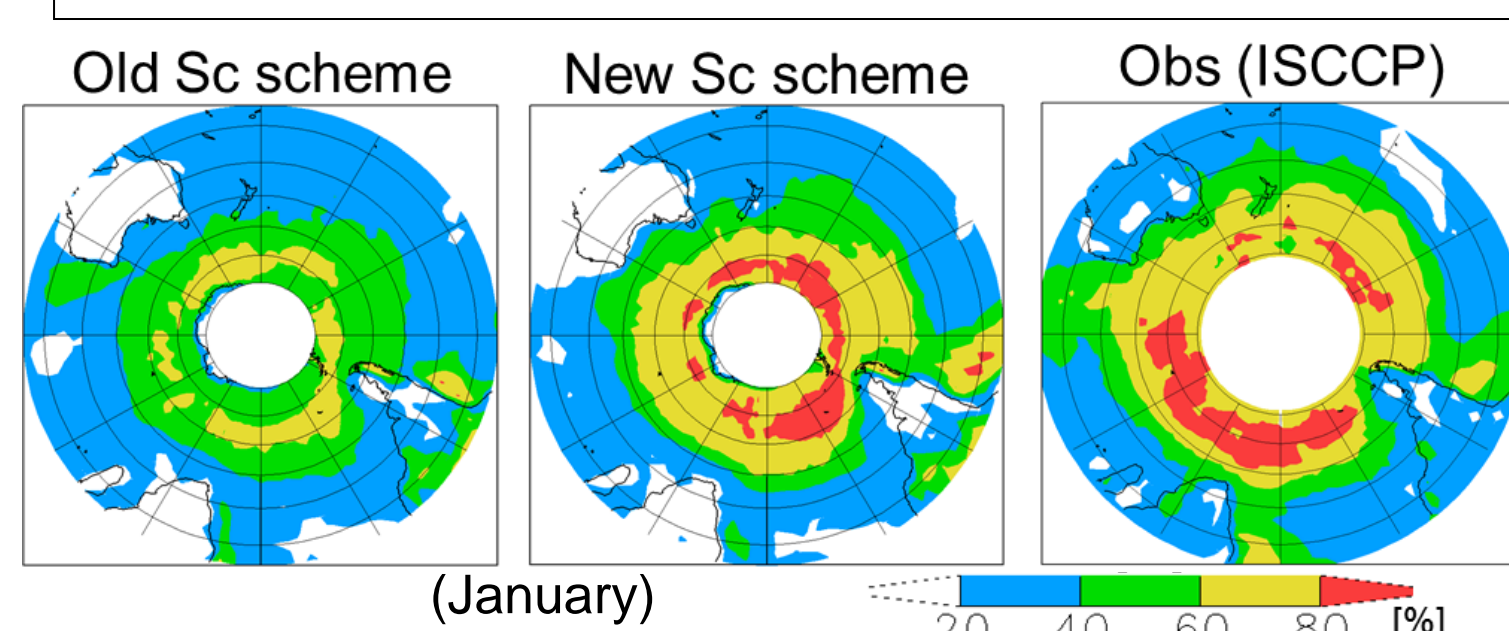 Old Sc scheme
New Sc scheme
Obs (ISCCP)
(January)
20 40 60 80 [%]